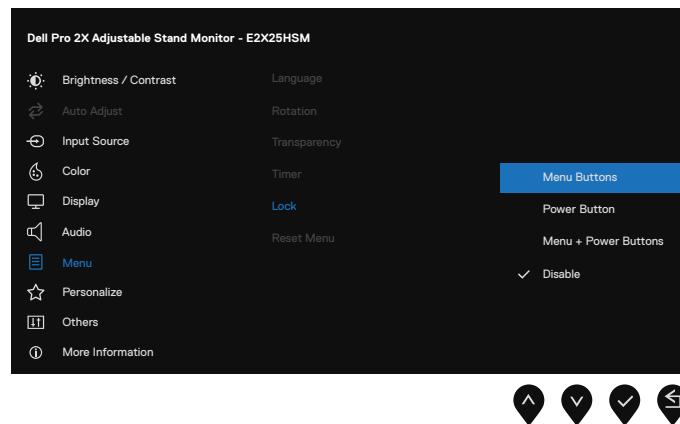 Dell Pro 2X Adjustable Stand Monitor - E2X25HSM
Brightness / Contrast
Auto Adjust
Input Source
Color
Display
Audio
Menu
Personalize
Others
More Information
Language
Rotation
Transparency
Timer
Lock
Reset Menu
Menu Buttons
Power Button
Menu + Power Buttons
Disable